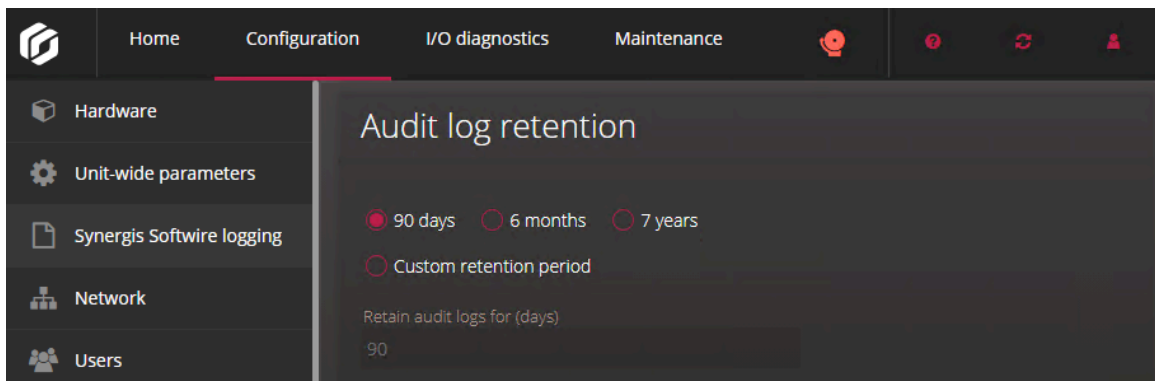 Home Configuration I/O diagnostics Maintenance
Hardware
Unit-wide parameters
Synergis Softwire logging
Network
Users
Audit log retention
90 days 6 months 7 years
Custom retention period
Retain audit logs for (days)
90